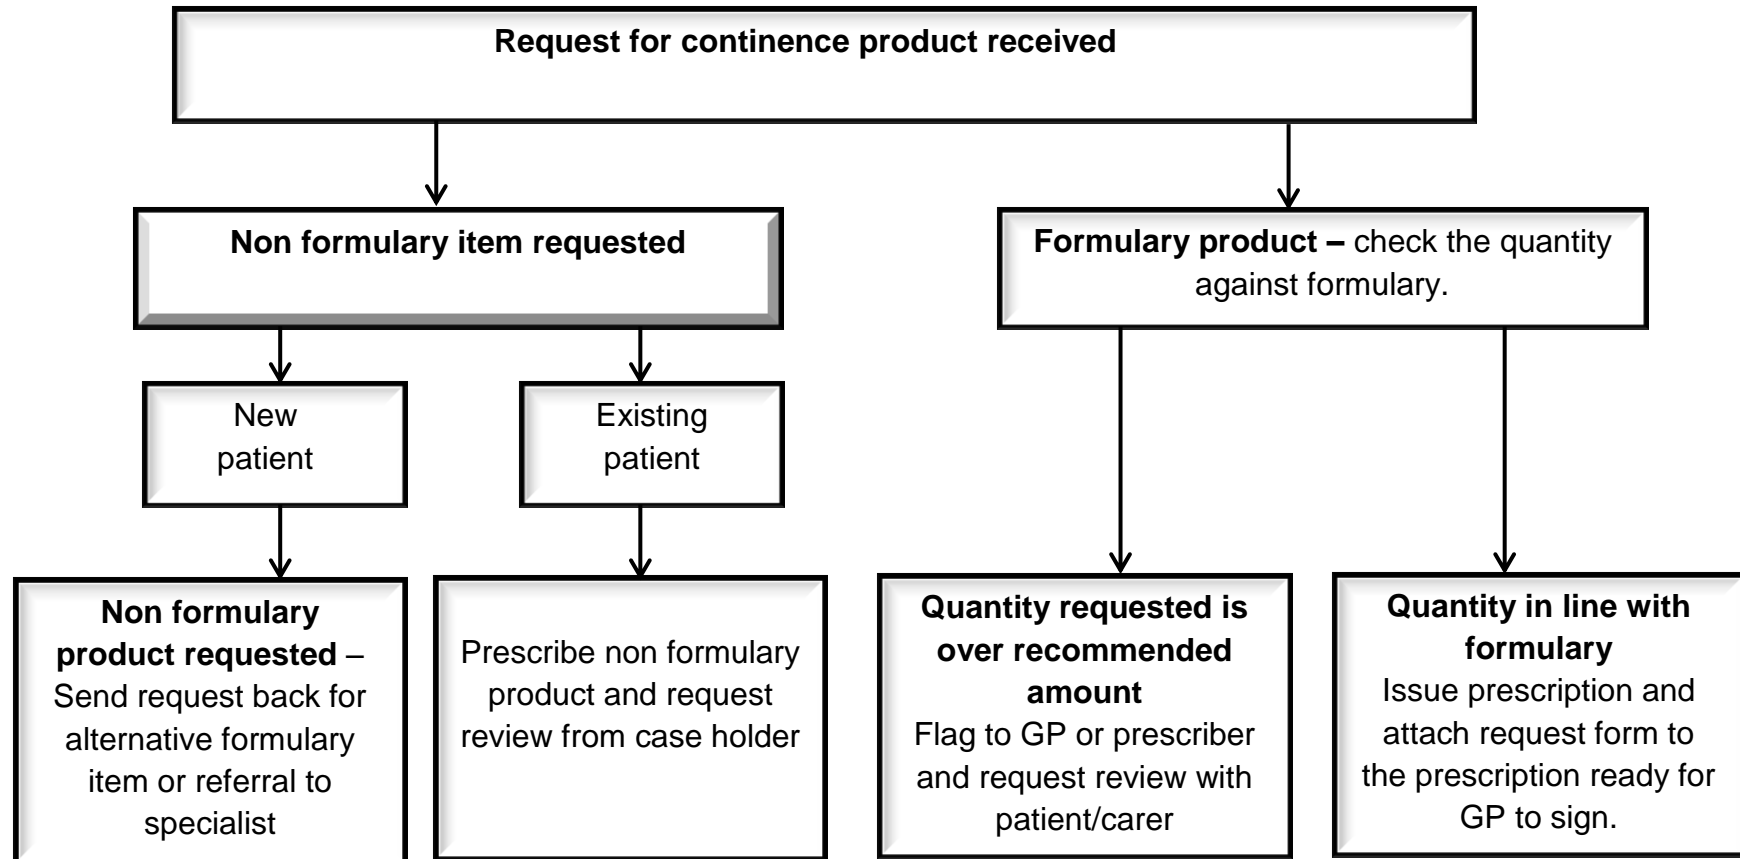 Request for continence product received
Non formulary item requested
Formulary product – check the quantity
against formulary.
New
patient
Existing
patient
Non formulary
product requested –
Send request back for
alternative formulary
item or referral to
specialist
Prescribe non formulary
product and request
review from case holder
Quantity requested is
over recommended
amount
Flag to GP or prescriber
and request review with
patient/carer
Quantity in line with
formulary
Issue prescription and
attach request form to
the prescription ready for
GP to sign.